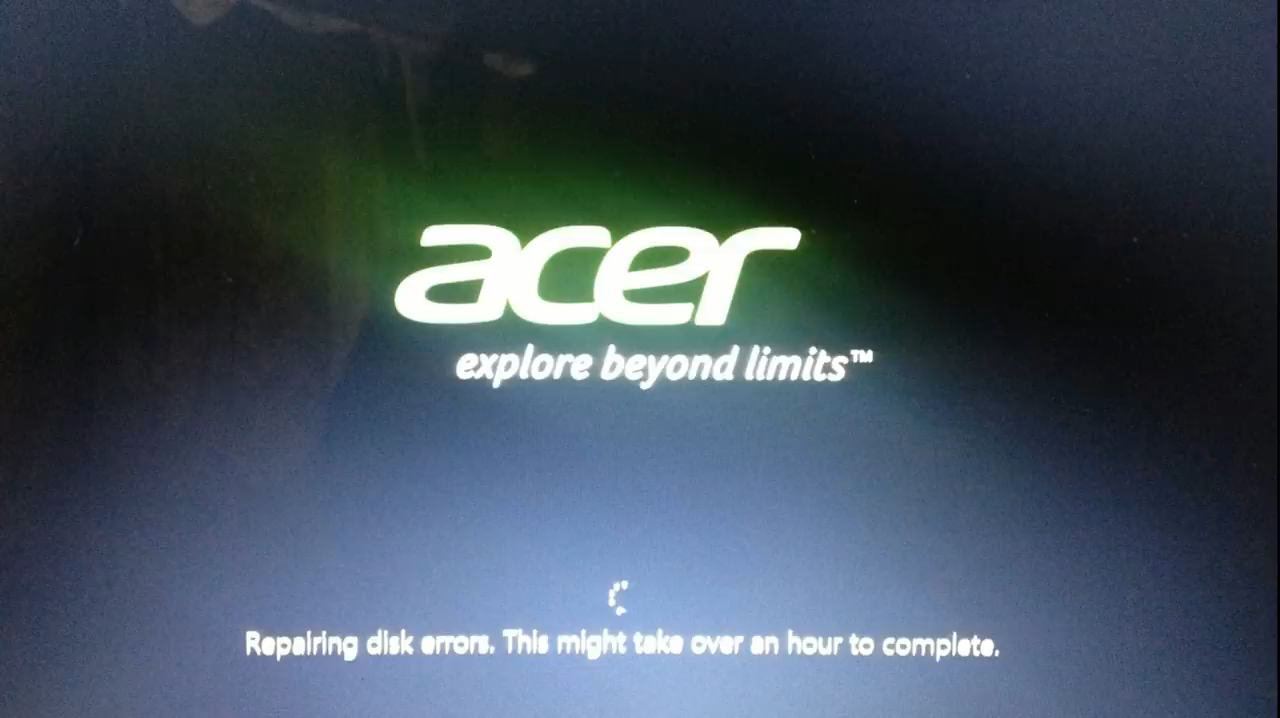 acer
explore beyond limits™
Repairing disk errors. This might take over an hour to complete.